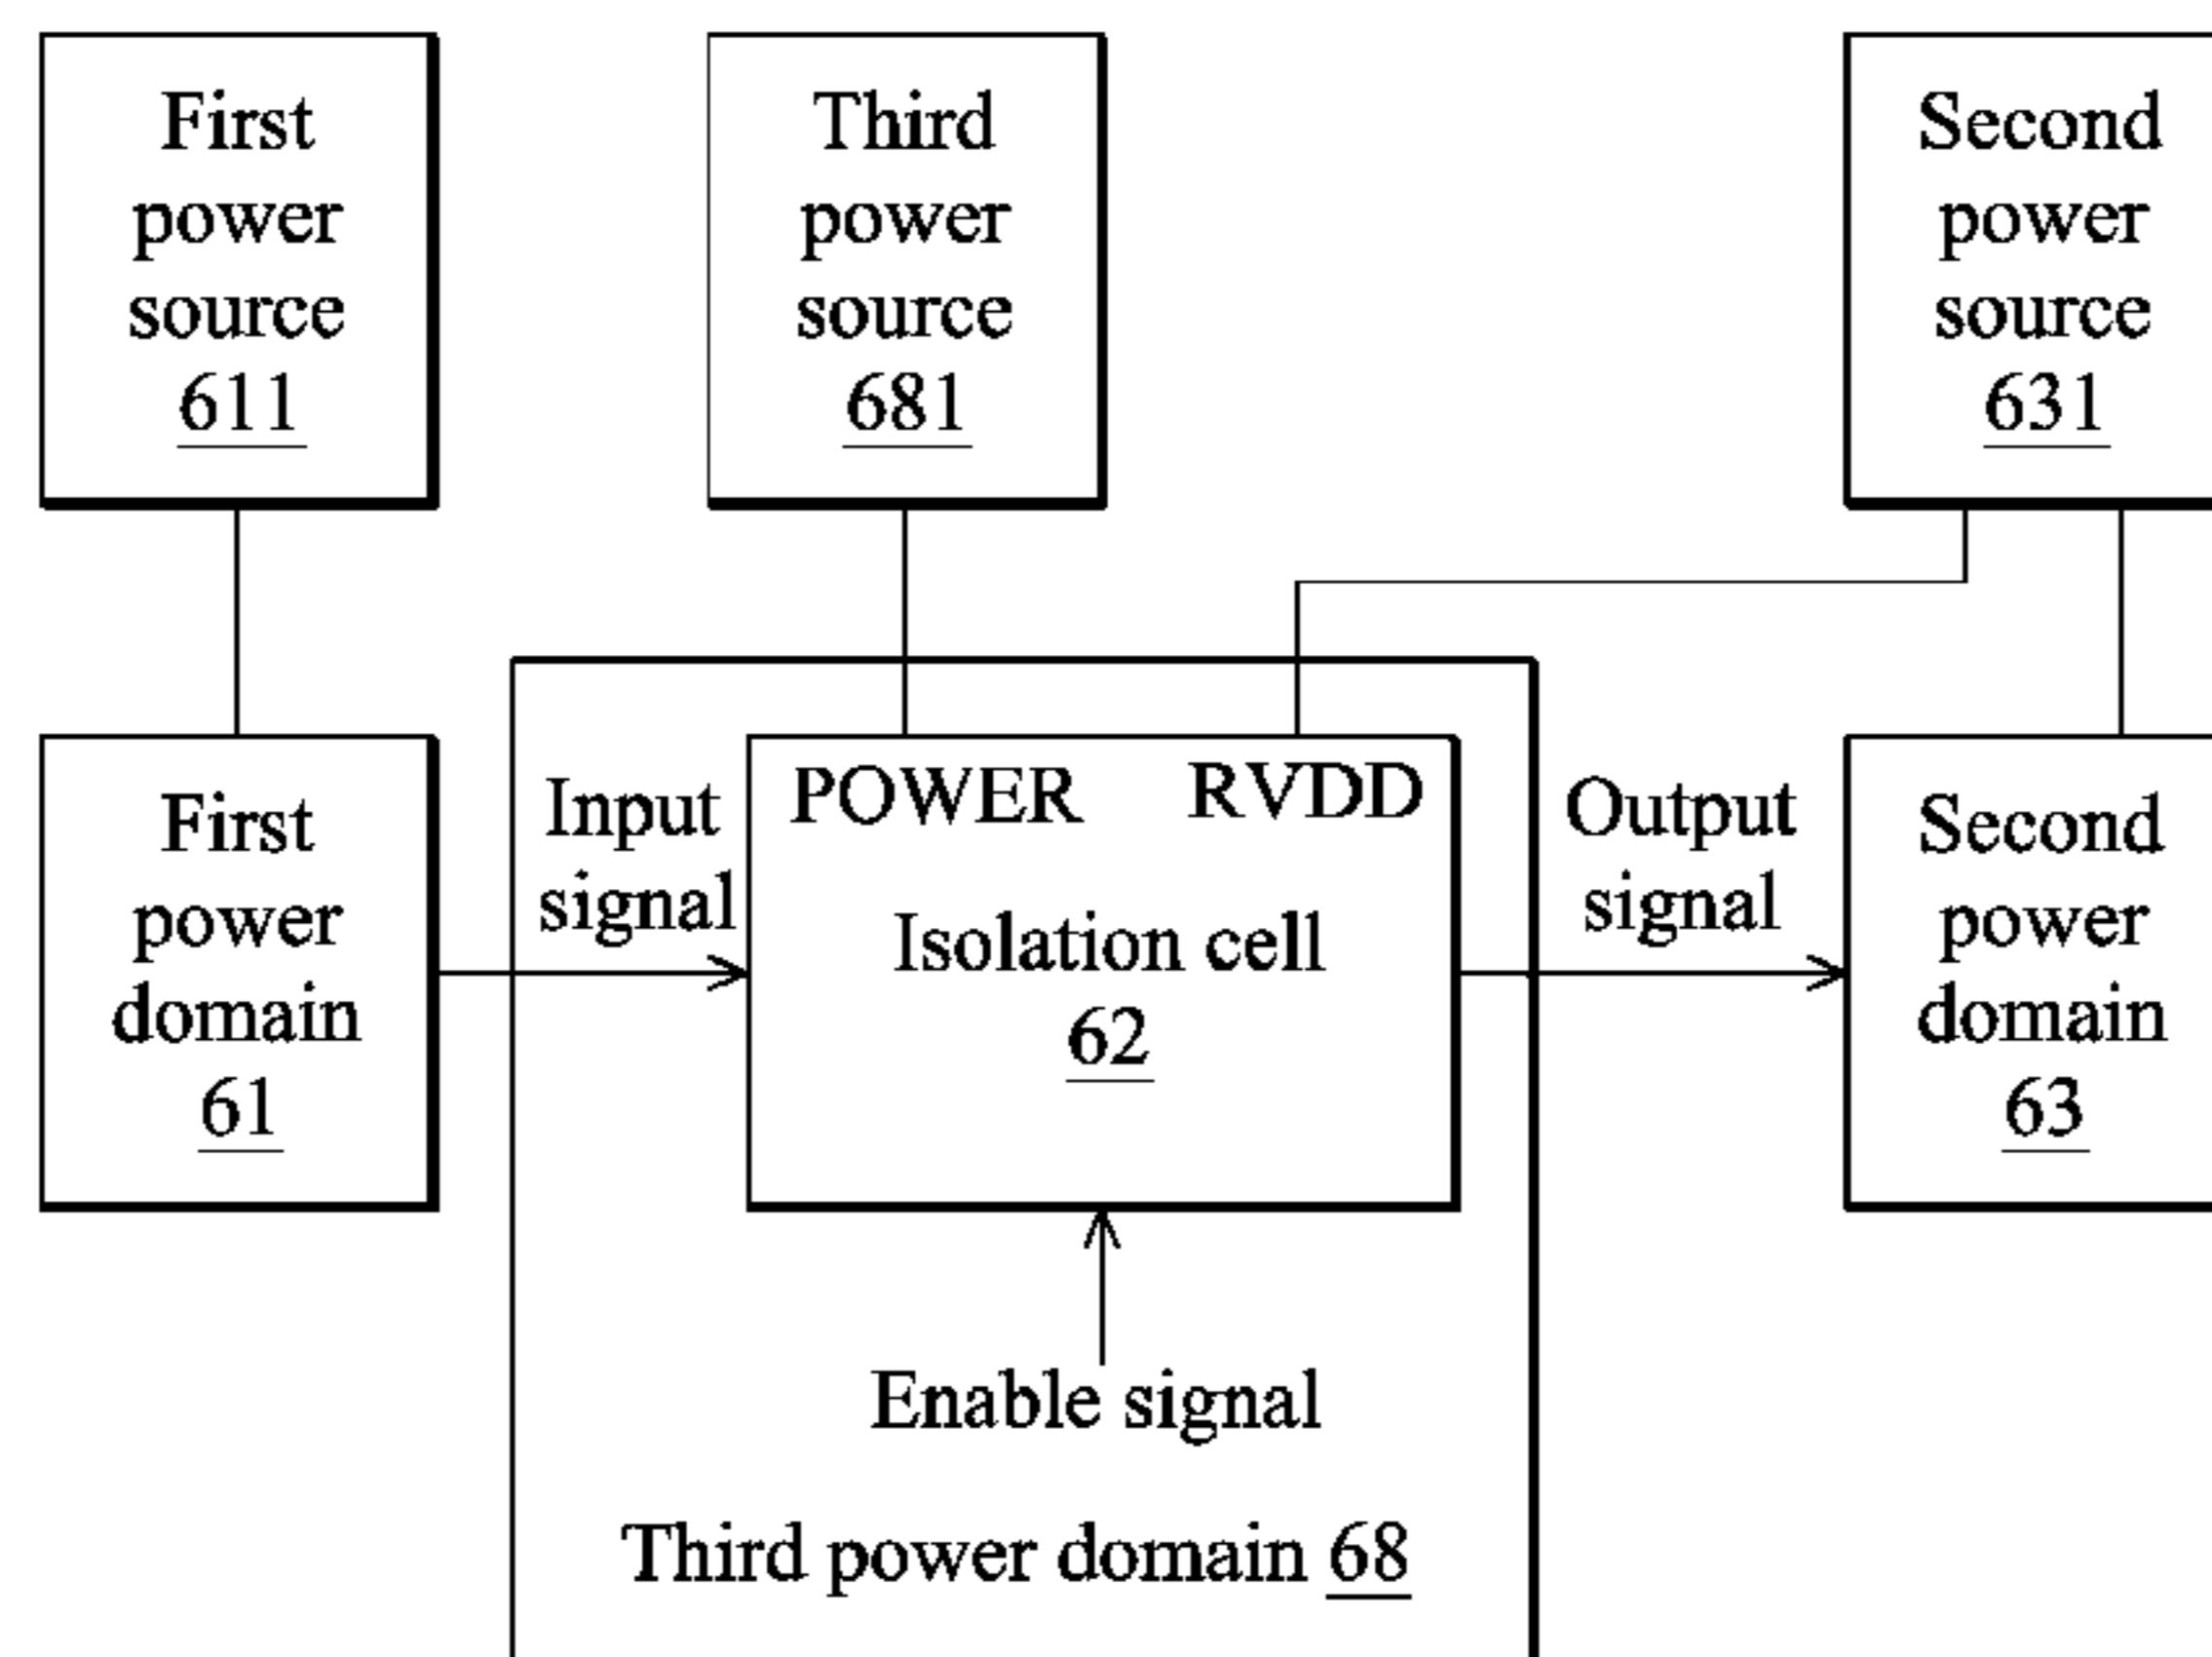 First
power
source
611
Third
power
source
681
Second
power
source
631
First
power
domain
61
Input
signal
POWER RVDD
Isolation cell
62
Output
signal
Second
power
domain
63
Enable signal
Third power domain 68